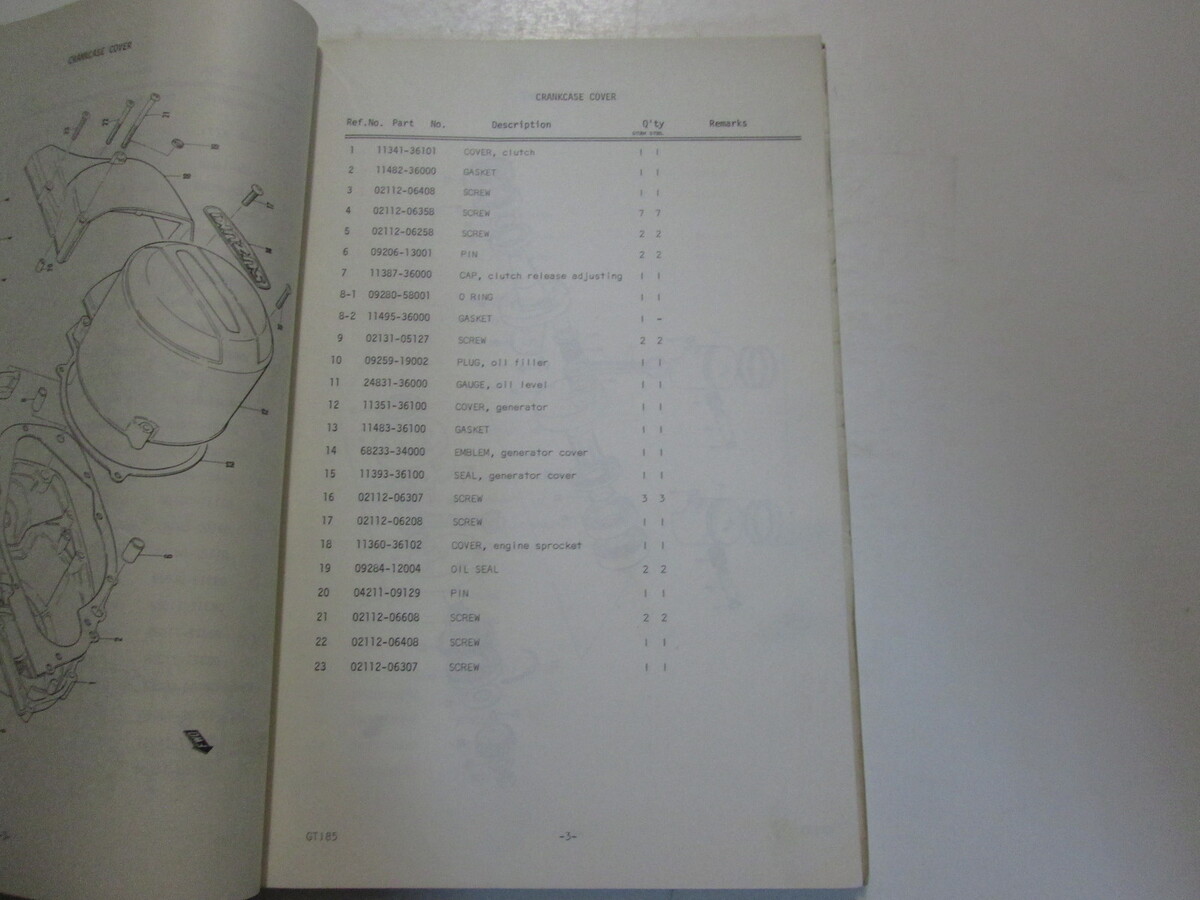 CRANKCASE COVER
CRANKCASE COVER
Ref.No. Part No. Description Q'ty Remarks
1 11341-36101 COVER, clutch 1 1
2 11482-36000 GASKET 1 1
3 02112-06408 SCREW 1 1
4 02112-06358 SCREW 7 7
5 02112-06258 SCREW 2 2
6 09206-13001 PIN 2 2
7 11387-36000 CAP, clutch release adjusting 1 1
8-1 09280-58001 O RING 1 1
8-2 11495-36000 GASKET 1 -
9 02131-05127 SCREW 2 2
10 09259-19002 PLUG, oil filler 1 1
11 24831-36000 GAUGE, oil level 1 1
12 11351-36100 COVER, generator 1 1
13 11483-36100 GASKET 1 1
14 68233-34000 EMBLEM, generator cover 1 1
15 11393-36100 SEAL, generator cover 1 1
16 02112-06307 SCREW 3 3
17 02112-06208 SCREW 1 1
18 11360-36102 COVER, engine sprocket 1 1
19 09284-12004 OIL SEAL 2 2
20 04211-09129 PIN 1 1
21 02112-06608 SCREW 2 2
22 02112-06408 SCREW 1 1
23 02112-06307 SCREW 1 1
GT185 -3-